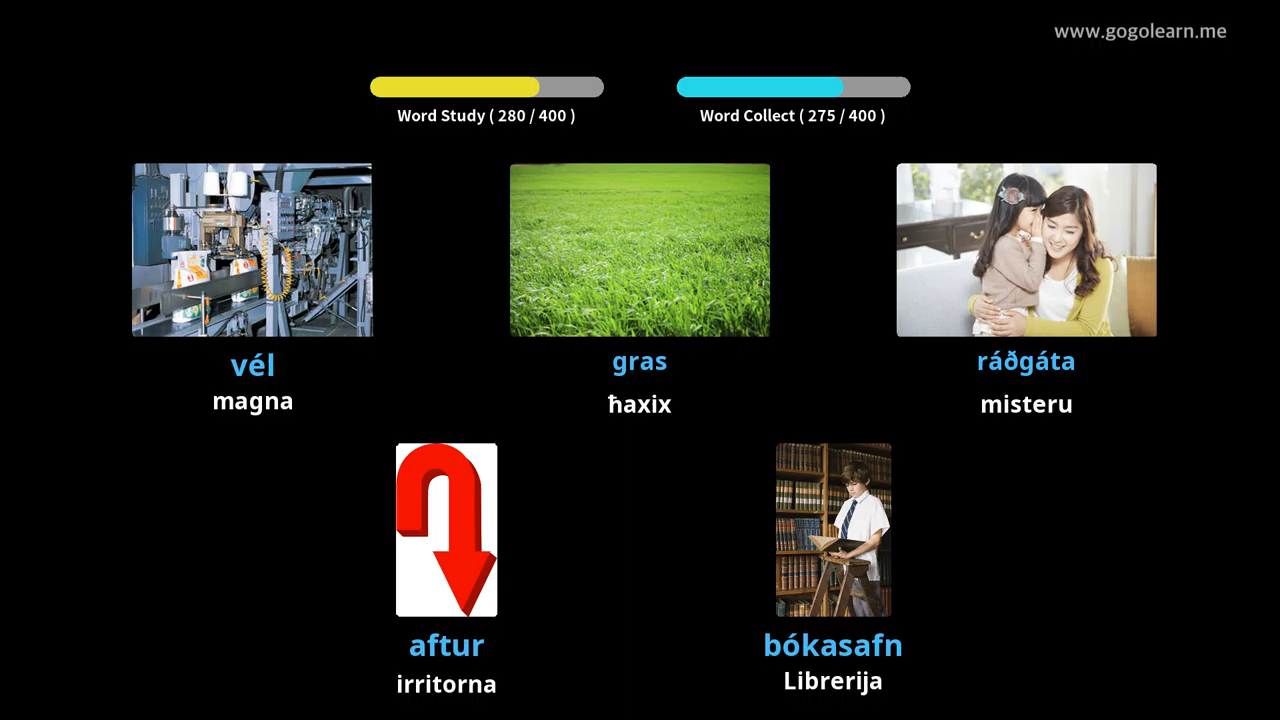 www.gogolearn.me
Word Study ( 280 / 400 )
Word Collect ( 275 / 400 )
vél
magna
gras
ħaxix
ráðgáta
misteru
aftur
irritorna
bókasafn
Librerija